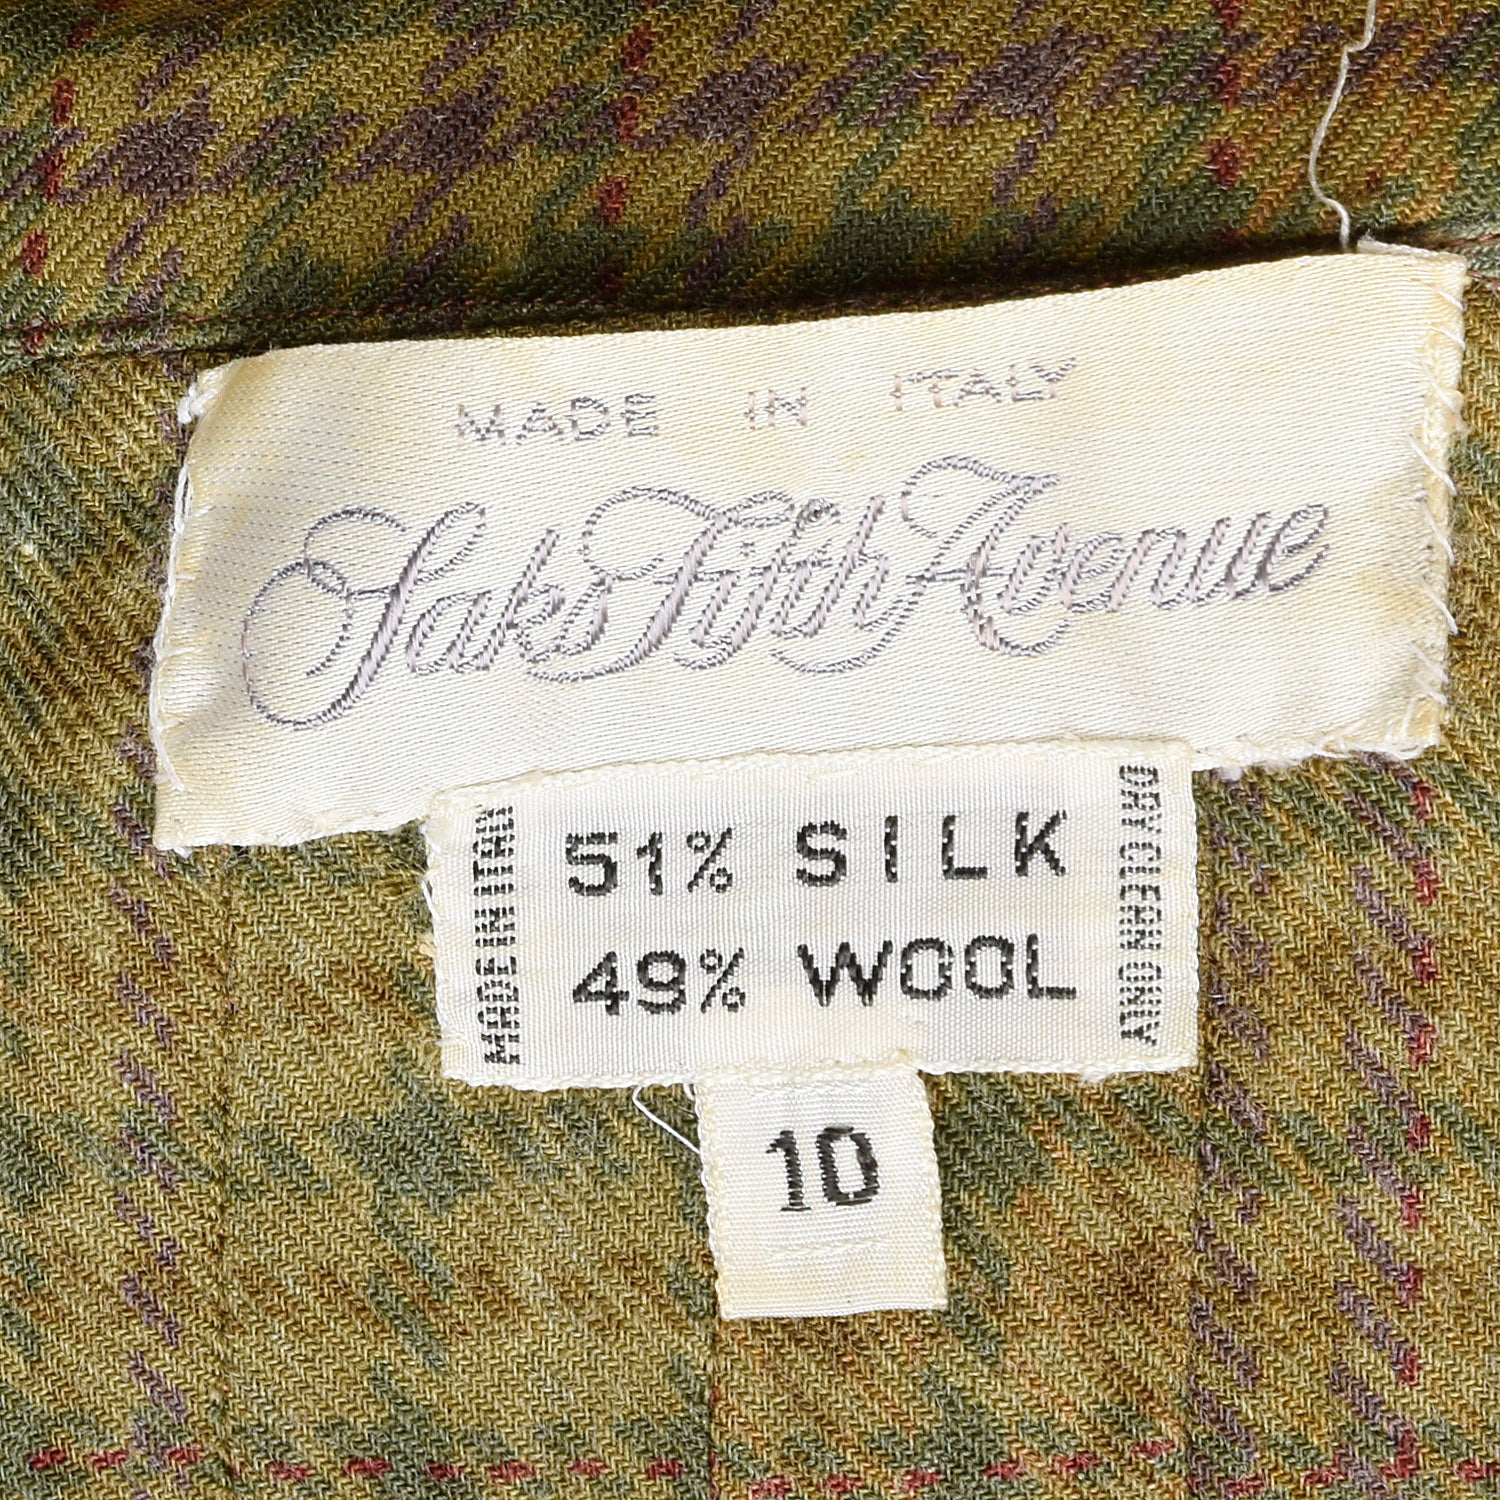 MADE IN ITALY
Saks Fifth Avenue
MADE IN ITALY
51% SILK
49% WOOL
DRY CLEAN ONLY
10